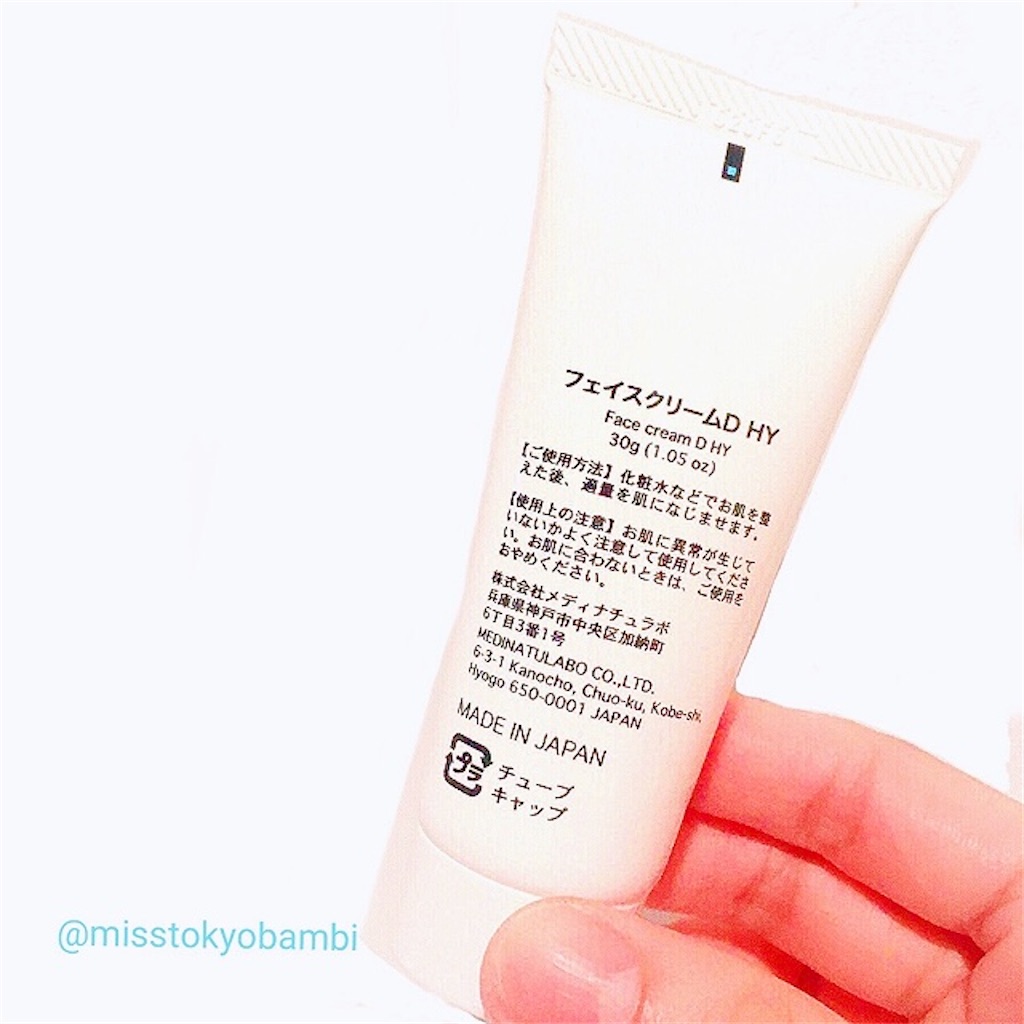 フェイスクリームD HY
Face cream D HY
30g (1.05 oz)
【ご使用方法】化粧水などでお肌を整
えた後、適量を肌になじませます。
【使用上の注意】お肌に異常が生じて
いないかよく注意して使用してくださ
い。お肌に合わないときは、ご使用を
おやめください。
株式会社メディナチュラボ
兵庫県神戸市中央区加納町
6丁目3番1号
MEDINATULABO CO.,LTD.
6-3-1 Kanocho, Chuo-ku, Kobe-shi,
Hyogo 650-0001 JAPAN
MADE IN JAPAN
プラ
チューブ
キャップ
@misstokyobambi